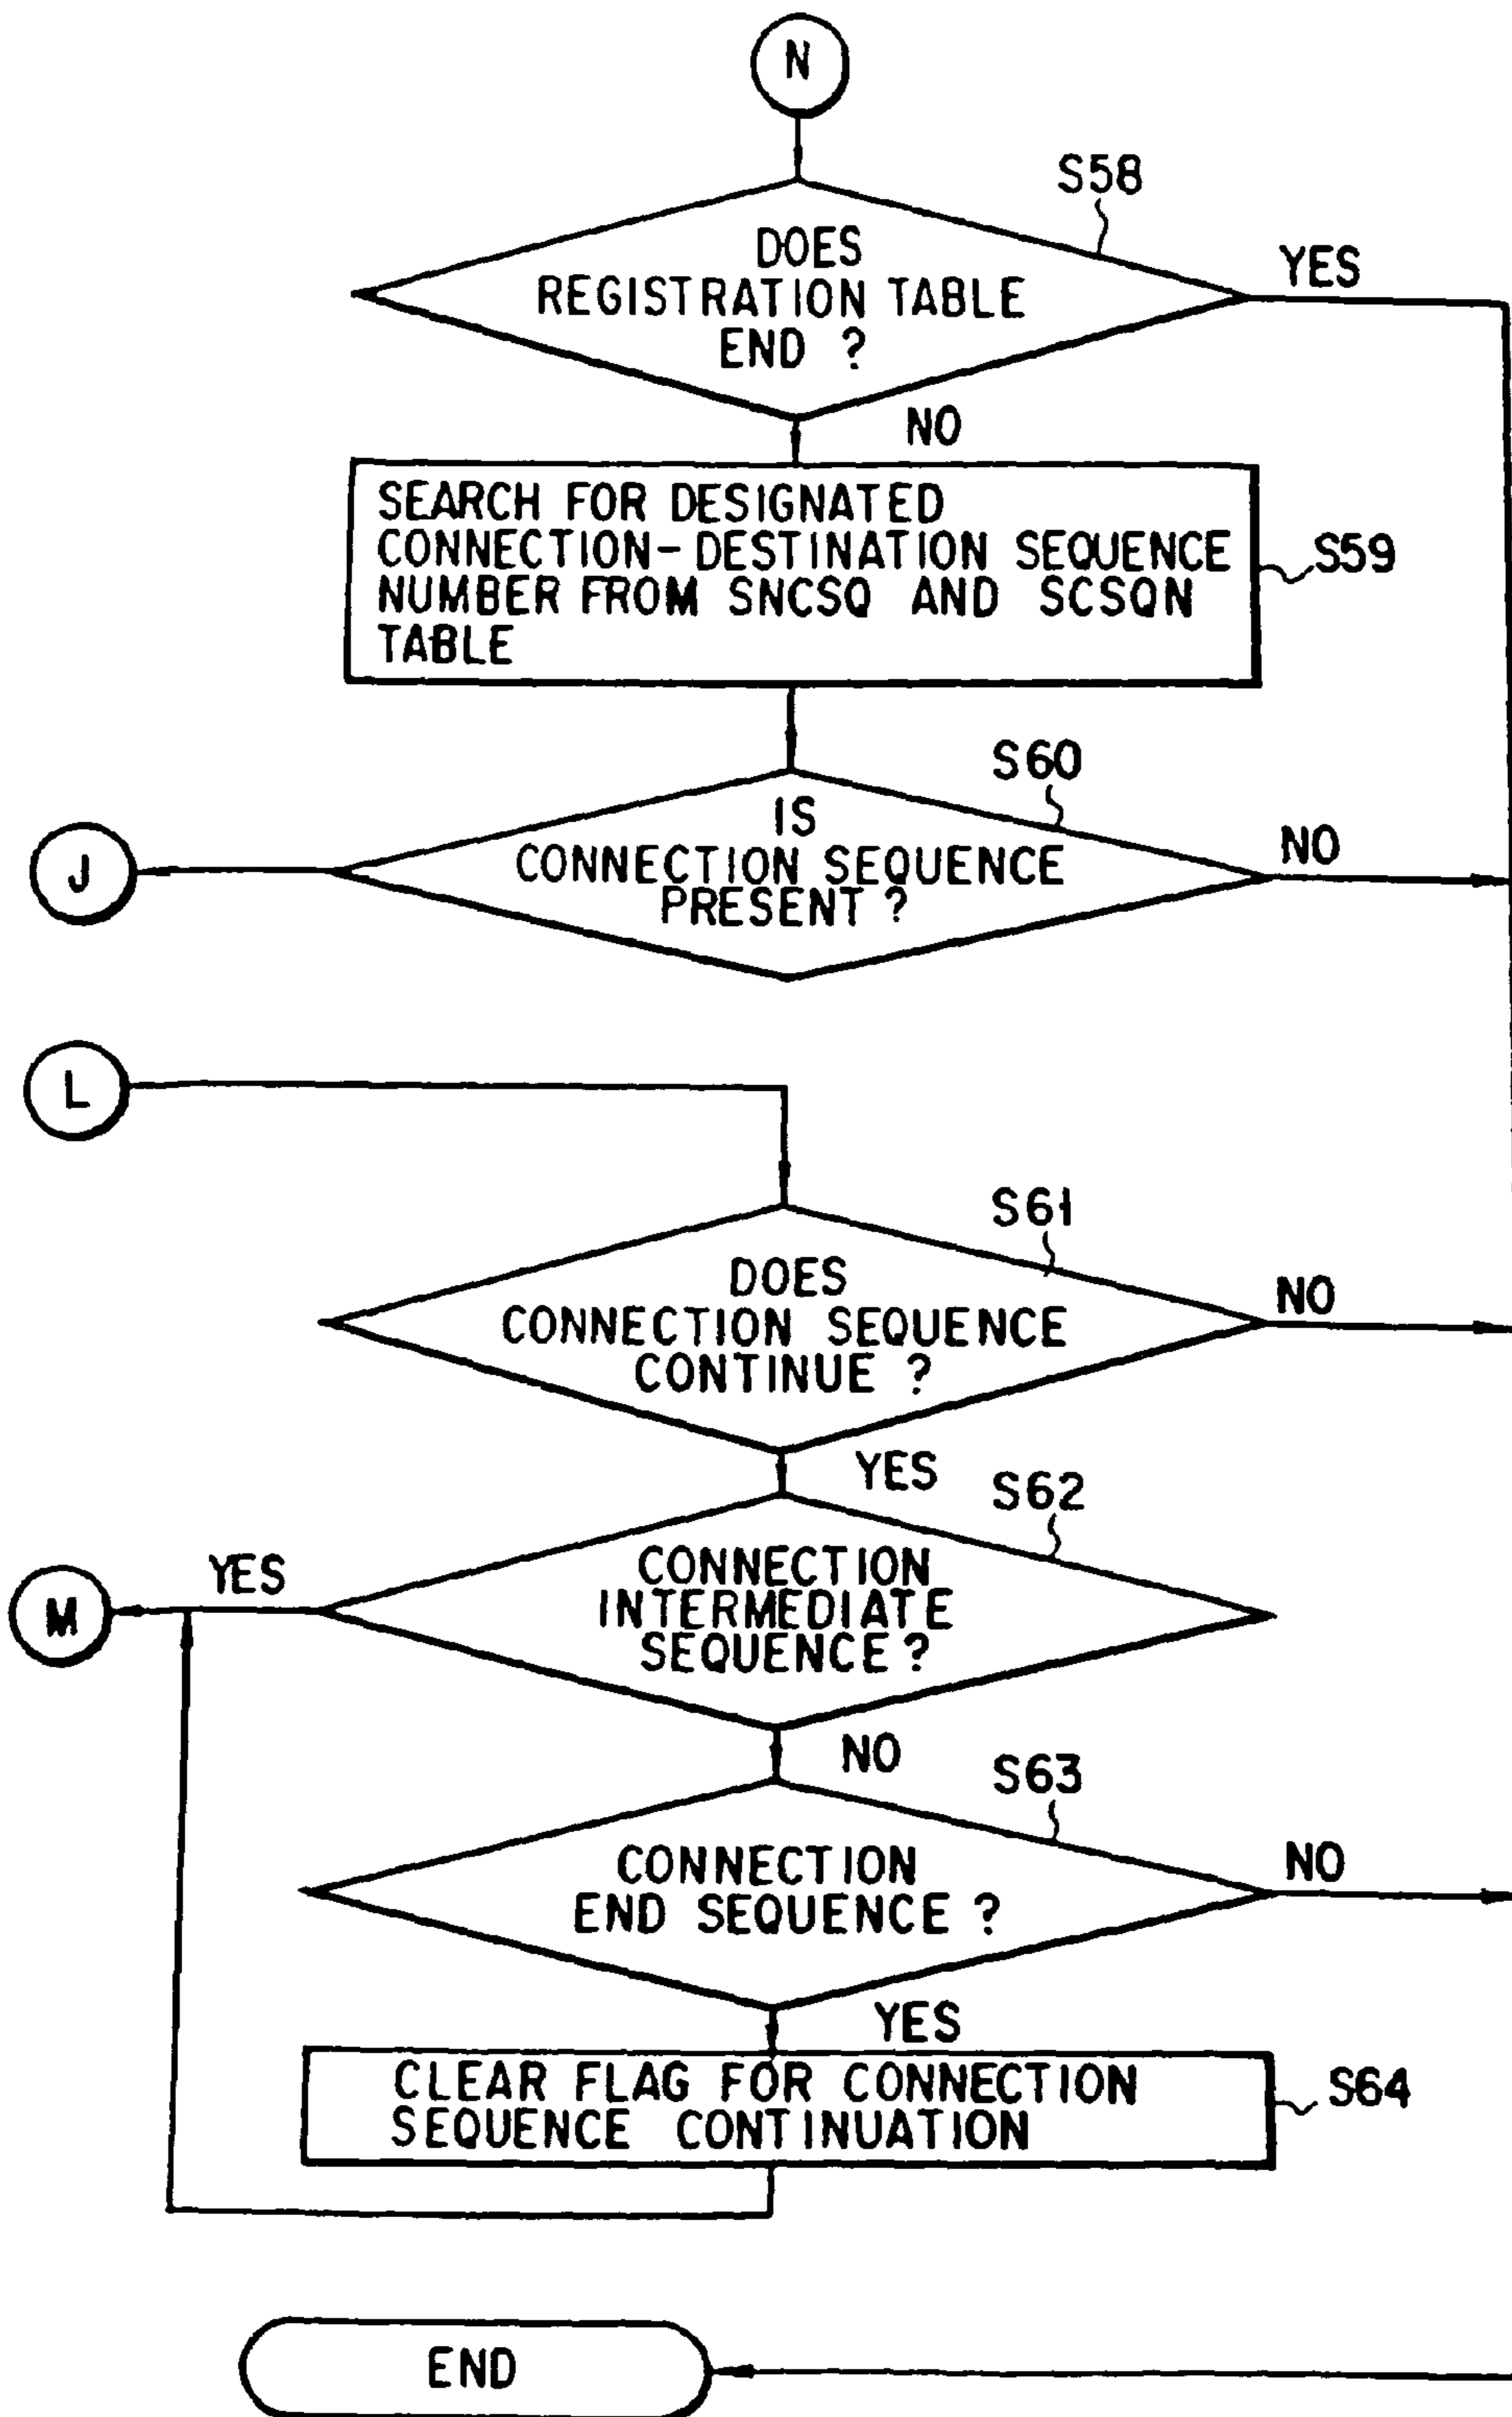 N
S58
DOES
REGISTRATION TABLE
END ?
YES
NO
SEARCH FOR DESIGNATED
CONNECTION-DESTINATION SEQUENCE
NUMBER FROM SNCSQ AND SCSQN
TABLE
S59
S60
IS
CONNECTION SEQUENCE
PRESENT ?
NO
J
L
S61
DOES
CONNECTION SEQUENCE
CONTINUE ?
NO
YES
S62
CONNECTION
INTERMEDIATE
SEQUENCE ?
YES
M
NO
S63
CONNECTION
END SEQUENCE ?
NO
YES
CLEAR FLAG FOR CONNECTION
SEQUENCE CONTINUATION
S64
END